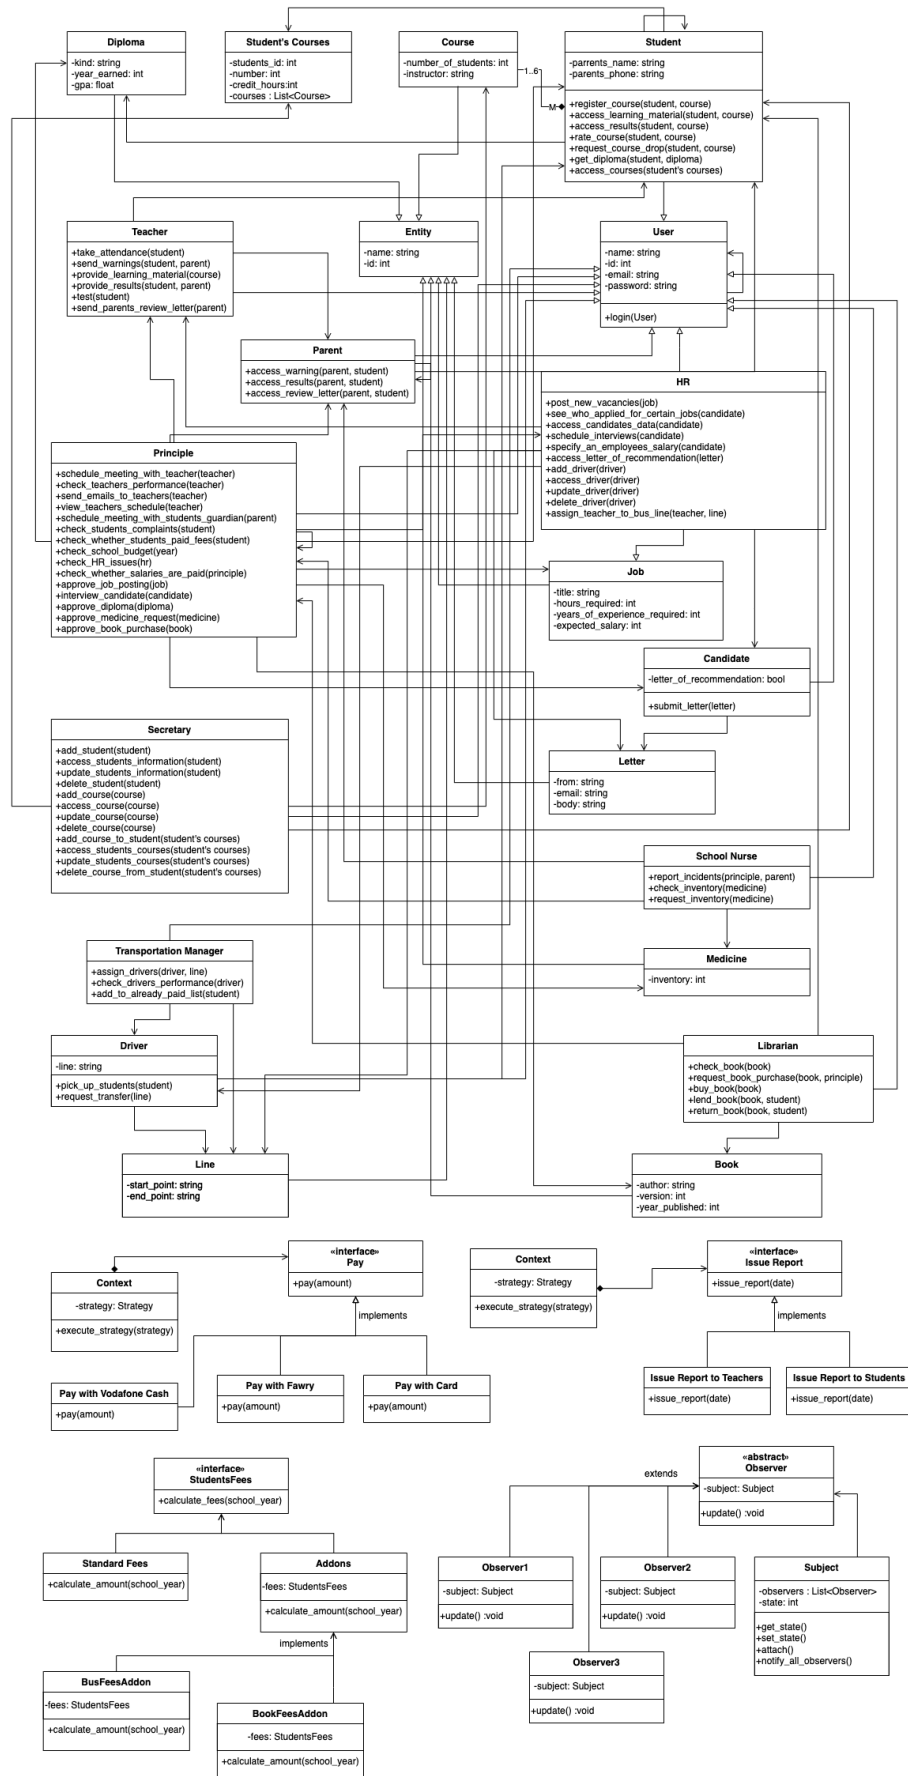 Diploma
-kind: string
-year_earned: int
-gpa: float
Student's Courses
-students_id: int
-number: int
-credit_hours:int
-courses : List<Course>
Course
-number_of_students: int
-instructor: string
1..6
M
Student
-parrents_name: string
-parents_phone: string
+register_course(student, course)
+access_learning_material(student, course)
+access_results(student, course)
+rate_course(student, course)
+request_course_drop(student, course)
+get_diploma(student, diploma)
+access_courses(student's courses)
Teacher
+take_attendance(student)
+send_warnings(student, parent)
+provide_learning_material(course)
+provide_results(student, parent)
+test(student)
+send_parents_review_letter(parent)
Entity
-name: string
-id: int
User
-name: string
-id: int
-email: string
-password: string
+login(User)
Parent
+access_warning(parent, student)
+access_results(parent, student)
+access_review_letter(parent, student)
HR
+post_new_vacancies(job)
+see_who_applied_for_certain_jobs(candidate)
+access_candidates_data(candidate)
+schedule_interviews(candidate)
+specify_an_employees_salary(candidate)
+access_letter_of_recommendation(letter)
+add_driver(driver)
+access_driver(driver)
+update_driver(driver)
+delete_driver(driver)
+assign_teacher_to_bus_line(teacher, line)
Principle
+schedule_meeting_with_teacher(teacher)
+check_teachers_performance(teacher)
+send_emails_to_teachers(teacher)
+view_teachers_schedule(teacher)
+schedule_meeting_with_students_guardian(parent)
+check_students_complaints(student)
+check_whether_students_paid_fees(student)
+check_school_budget(year)
+check_HR_issues(hr)
+check_whether_salaries_are_paid(principle)
+approve_job_posting(job)
+interview_candidate(candidate)
+approve_diploma(diploma)
+approve_medicine_request(medicine)
+approve_book_purchase(book)
Job
-title: string
-hours_required: int
-years_of_experience_required: int
-expected_salary: int
Candidate
-letter_of_recommendation: bool
+submit_letter(letter)
Secretary
+add_student(student)
+access_students_information(student)
+update_students_information(student)
+delete_student(student)
+add_course(course)
+access_course(course)
+update_course(course)
+delete_course(course)
+add_course_to_student(student's courses)
+access_students_courses(student's courses)
+update_students_courses(student's courses)
+delete_course_from_student(student's courses)
Letter
-from: string
-email: string
-body: string
School Nurse
+report_incidents(principle, parent)
+check_inventory(medicine)
+request_inventory(medicine)
Transportation Manager
+assign_drivers(driver, line)
+check_drivers_performance(driver)
+add_to_already_paid_list(student)
Medicine
-inventory: int
Driver
-line: string
+pick_up_students(student)
+request_transfer(line)
Librarian
+check_book(book)
+request_book_purchase(book, principle)
+buy_book(book)
+lend_book(book, student)
+return_book(book, student)
Line
-start_point: string
-end_point: string
Book
-author: string
-version: int
-year_published: int
«interface»
Pay
+pay(amount)
Context
-strategy: Strategy
+execute_strategy(strategy)
implements
Pay with Vodafone Cash
+pay(amount)
Pay with Fawry
+pay(amount)
Pay with Card
+pay(amount)
Context
-strategy: Strategy
+execute_strategy(strategy)
«interface»
Issue Report
+issue_report(date)
implements
Issue Report to Teachers
+issue_report(date)
Issue Report to Students
+issue_report(date)
«interface»
StudentsFees
+calculate_fees(school_year)
Standard Fees
+calculate_amount(school_year)
Addons
-fees: StudentsFees
+calculate_amount(school_year)
implements
BusFeesAddon
-fees: StudentsFees
+calculate_amount(school_year)
BookFeesAddon
-fees: StudentsFees
+calculate_amount(school_year)
«abstract»
Observer
-subject: Subject
+update() :void
extends
Observer1
-subject: Subject
+update() :void
Observer2
-subject: Subject
+update() :void
Subject
-observers : List<Observer>
-state: int
+get_state()
+set_state()
+attach()
+notify_all_observers()
Observer3
-subject: Subject
+update() :void